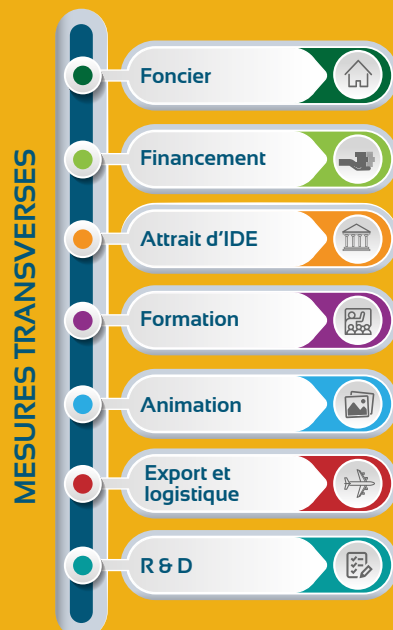 MESURES TRANSVERSES
Foncier
Financement
Attrait d'IDE
Formation
Animation
Export et
logistique
R & D